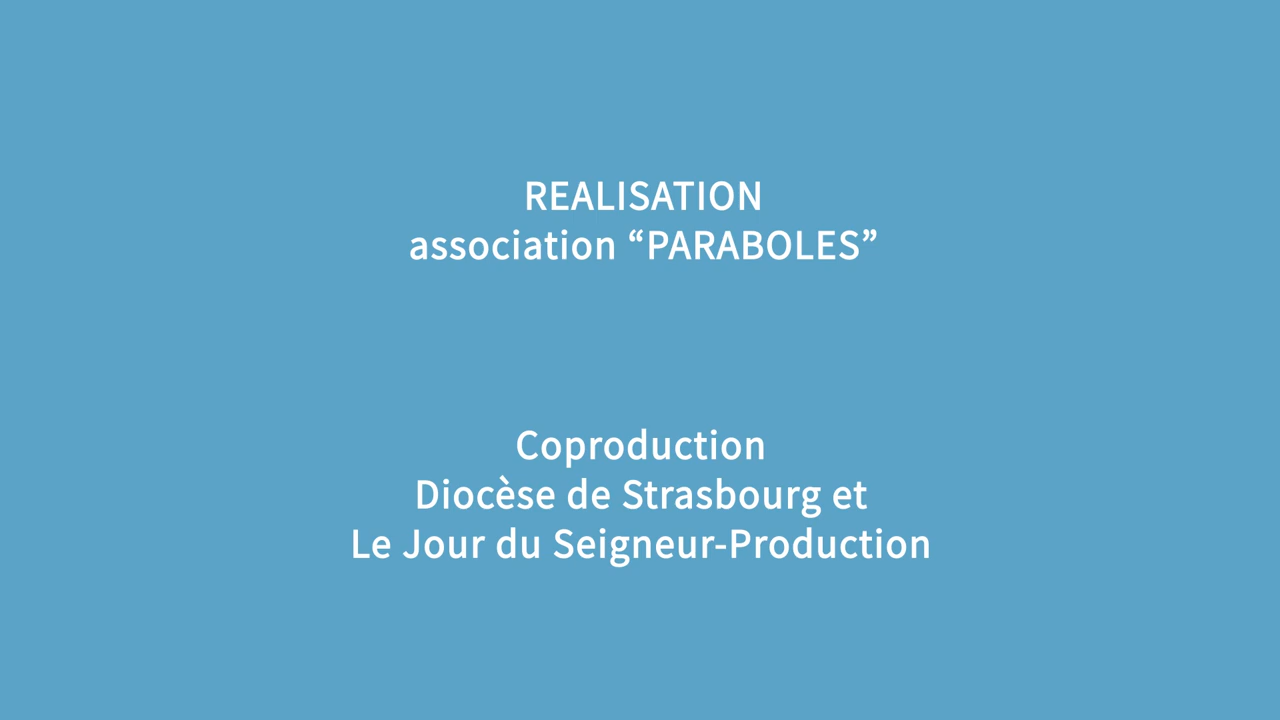 REALISATION
association “PARABOLES”
Coproduction
Diocèse de Strasbourg et
Le Jour du Seigneur-Production